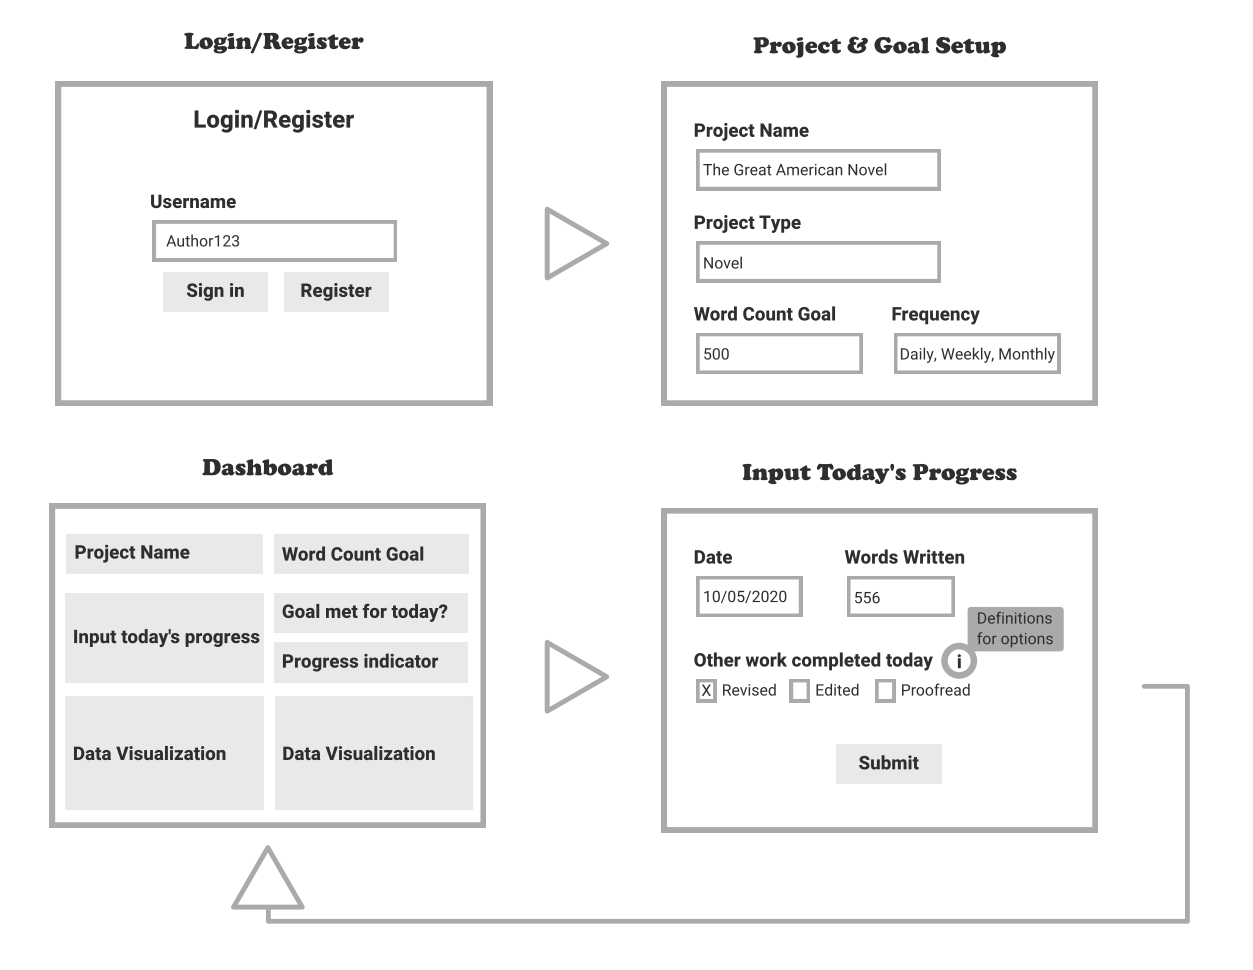 Login/Register
Login/Register
Username
Author123
Sign in
Register
Project & Goal Setup
Project Name
The Great American Novel
Project Type
Novel
Word Count Goal
Frequency
500
Daily, Weekly, Monthly
Dashboard
Project Name
Word Count Goal
Input today's progress
Goal met for today?
Progress indicator
Data Visualization
Data Visualization
Input Today's Progress
Date
Words Written
10/05/2020
556
Definitions
for options
Other work completed today
i
X Revised
Edited
Proofread
Submit